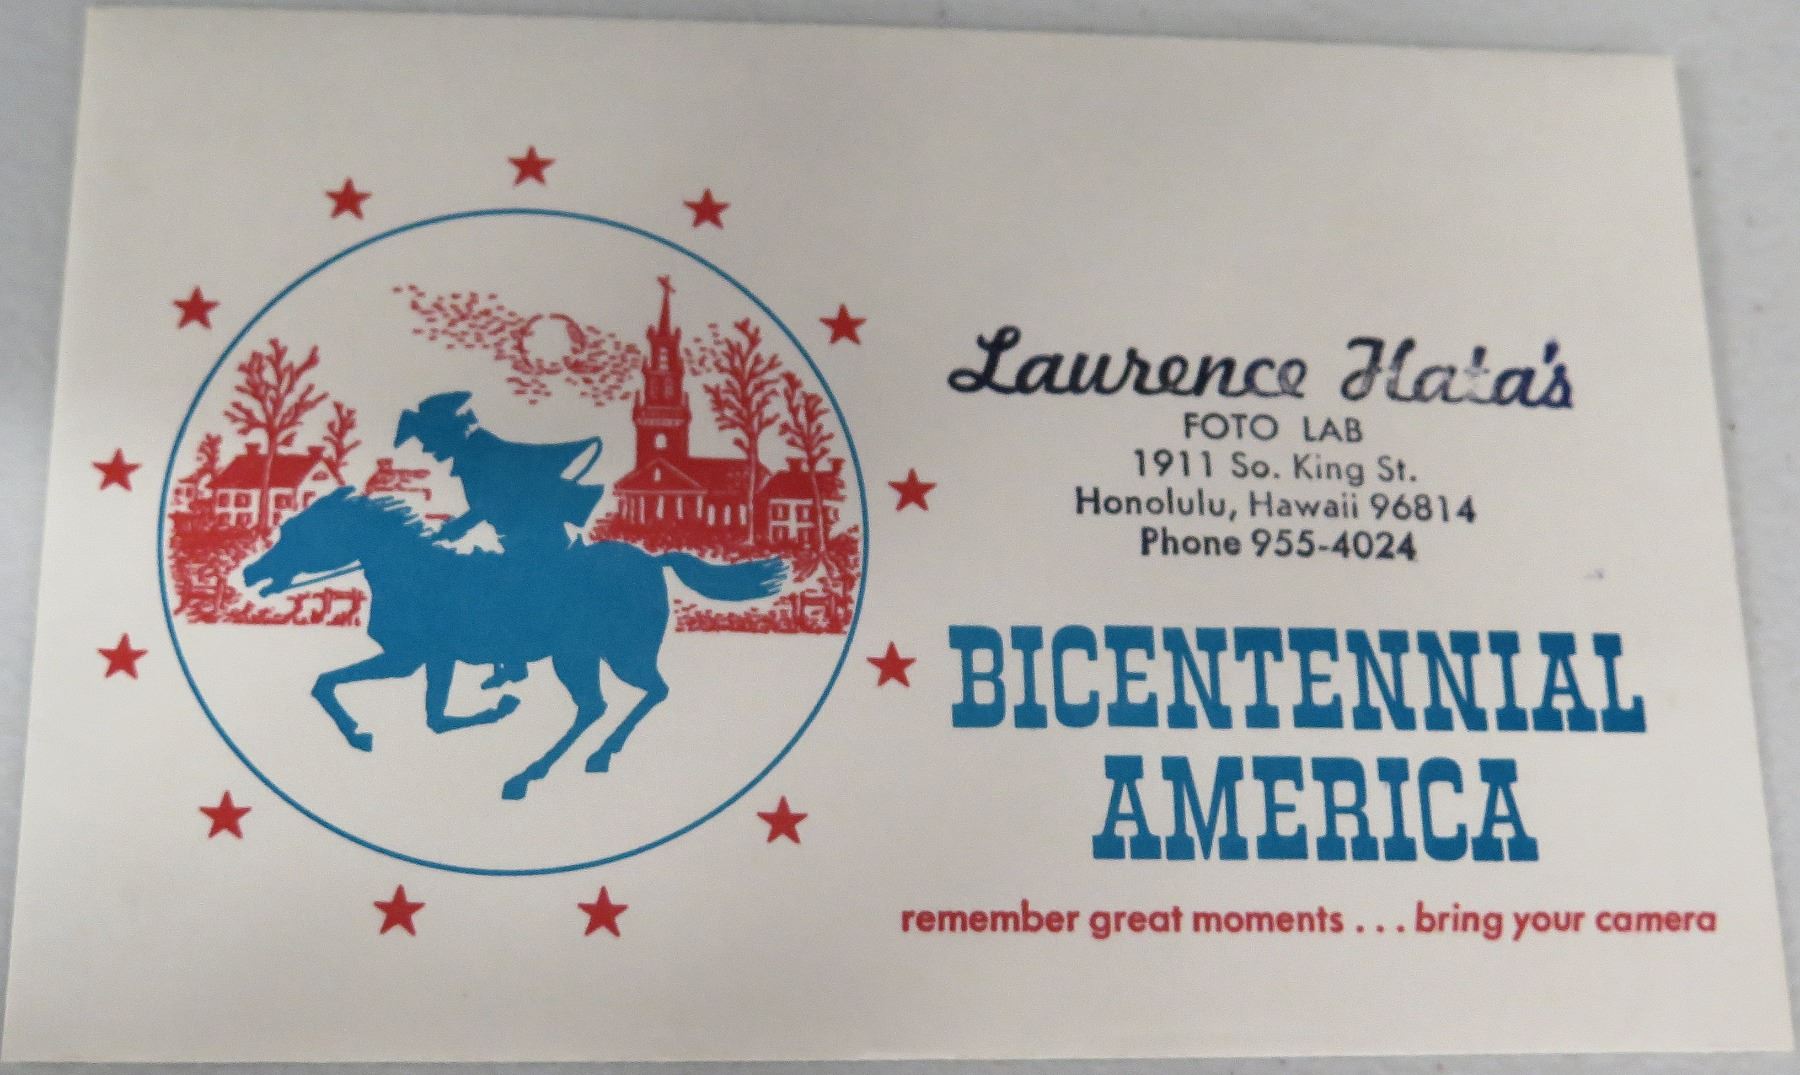 Laurence Hata's
FOTO LAB
1911 So. King St.
Honolulu, Hawaii 96814
Phone 955-4024
BICENTENNIAL
AMERICA
remember great moments . . . bring your camera